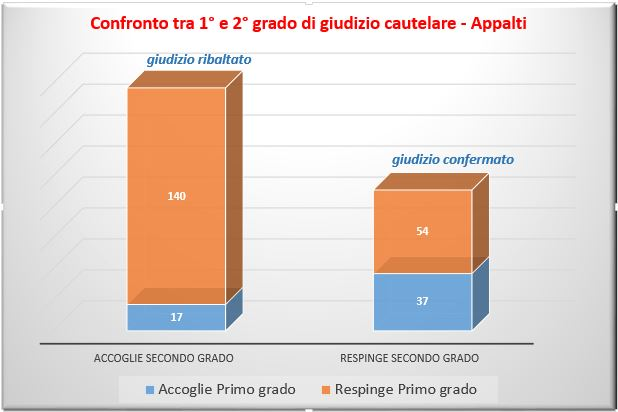 Confronto tra 1° e 2° grado di giudizio cautelare - Appalti
giudizio ribaltato
giudizio confermato
140
54
17
37
ACCOGLIE SECONDO GRADO
RESPINGE SECONDO GRADO
Accoglie Primo grado
Respinge Primo grado